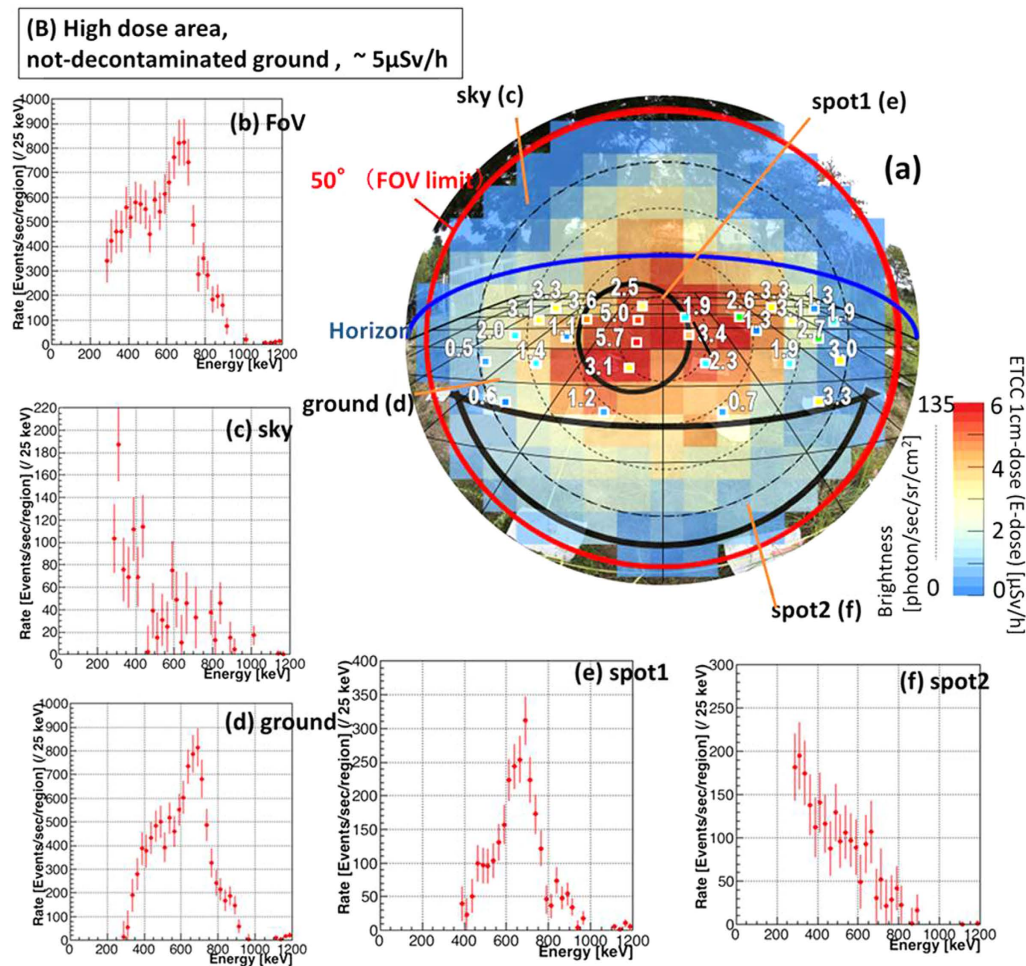 (B) High dose area,
not-decontaminated ground , ~ 5μSv/h
(b) FoV
Rate [Events/sec/region] (/ 25 keV)
1000
900
800
700
600
500
400
300
200
100
0
0 200 400 600 800 1000 1200
Energy [keV]
(c) sky
Rate [Events/sec/region] (/ 25 keV)
220
200
180
160
140
120
100
80
60
40
20
0
0 200 400 600 800 1000 1200
Energy [keV]
(d) ground
Rate [Events/sec/region] (/ 25 keV)
1000
900
800
700
600
500
400
300
200
100
0
0 200 400 600 800 1000 1200
Energy [keV]
sky (c)
spot1 (e)
(a)
50° (FOV limit)
Horizon
ground (d)
spot2 (f)
2.5
3.3 3.6 1.9 2.6 3.3 1.3
3.1 5.0 1.3 3.1 1.9
2.0 1.1 5.7 3.4 2.7
0.5 1.4 3.1 2.3 1.9 3.0
0.6 1.2 0.7 3.3
135
0
Brightness
[photon/sec/sr/cm²]
6
4
2
0
ETCC 1cm-dose (E-dose) [μSv/h]
(e) spot1
Rate [Events/sec/region] (/ 25 keV)
400
350
300
250
200
150
100
50
0
0 200 400 600 800 1000 1200
Energy [keV]
(f) spot2
Rate [Events/sec/region] (/ 25 keV)
300
250
200
150
100
50
0
0 200 400 600 800 1000 1200
Energy [keV]